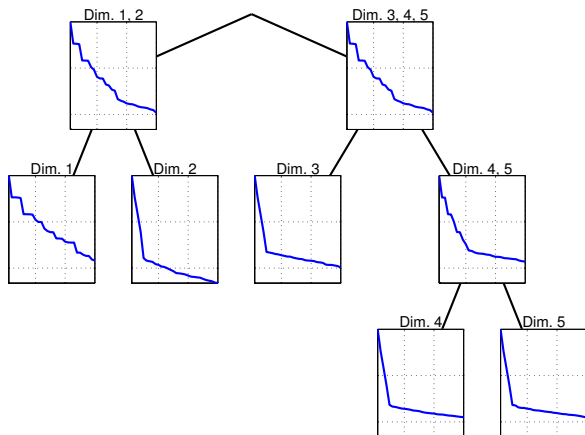 Dim. 1, 2
Dim. 3, 4, 5
Dim. 1
Dim. 2
Dim. 3
Dim. 4, 5
Dim. 4
Dim. 5